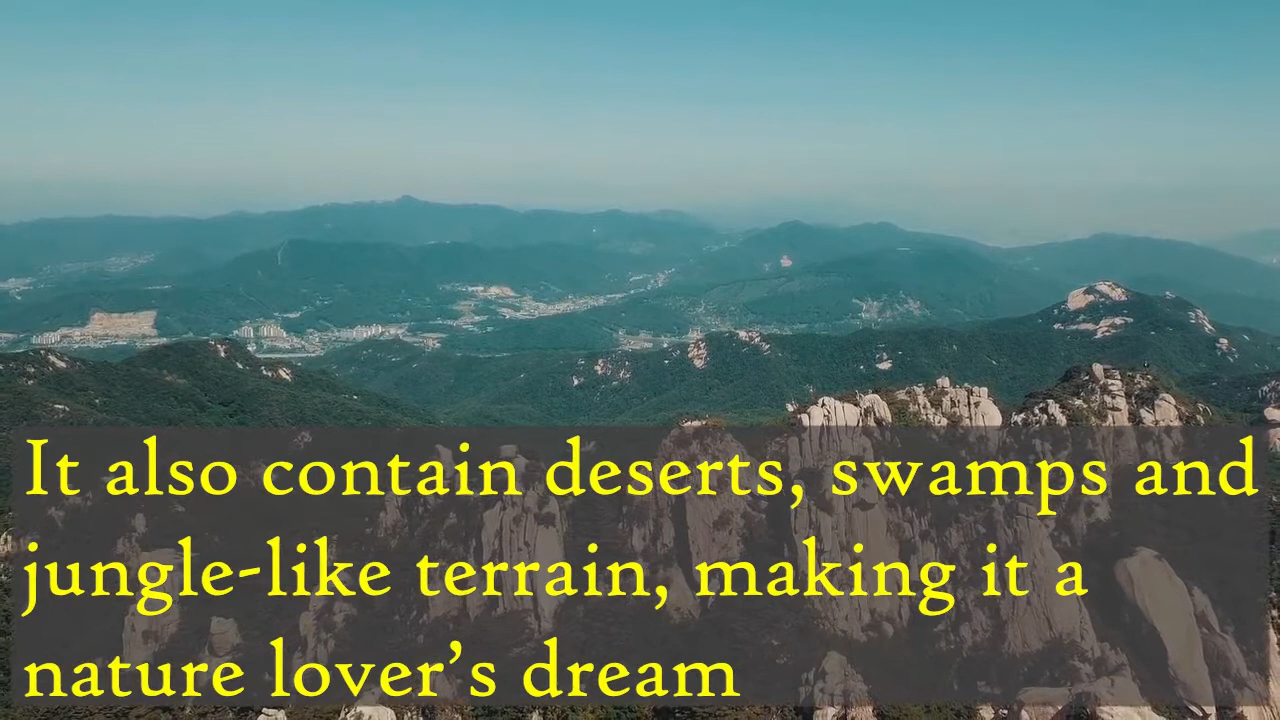 It also contain deserts, swamps and
jungle-like terrain, making it a
nature lover’s dream